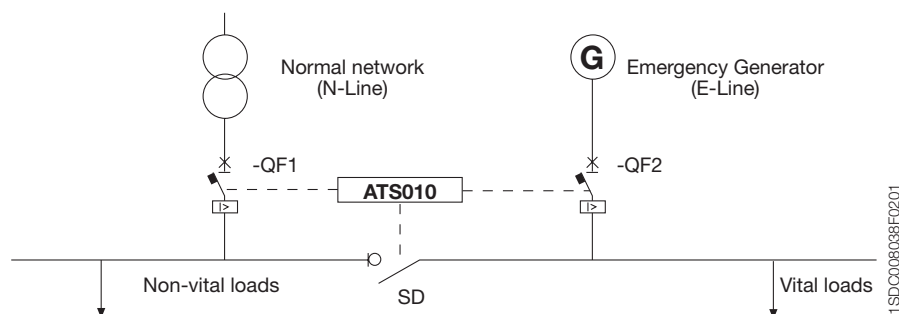 Normal network
(N-Line)
G
Emergency Generator
(E-Line)
-QF1
-QF2
ATS010
I>
I>
Non-vital loads
SD
Vital loads
1SDC008038F0201